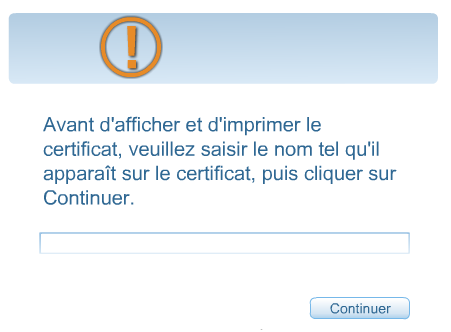 Avant d'afficher et d'imprimer le
certificat, veuillez saisir le nom tel qu'il
apparaît sur le certificat, puis cliquer sur
Continuer.
Continuer